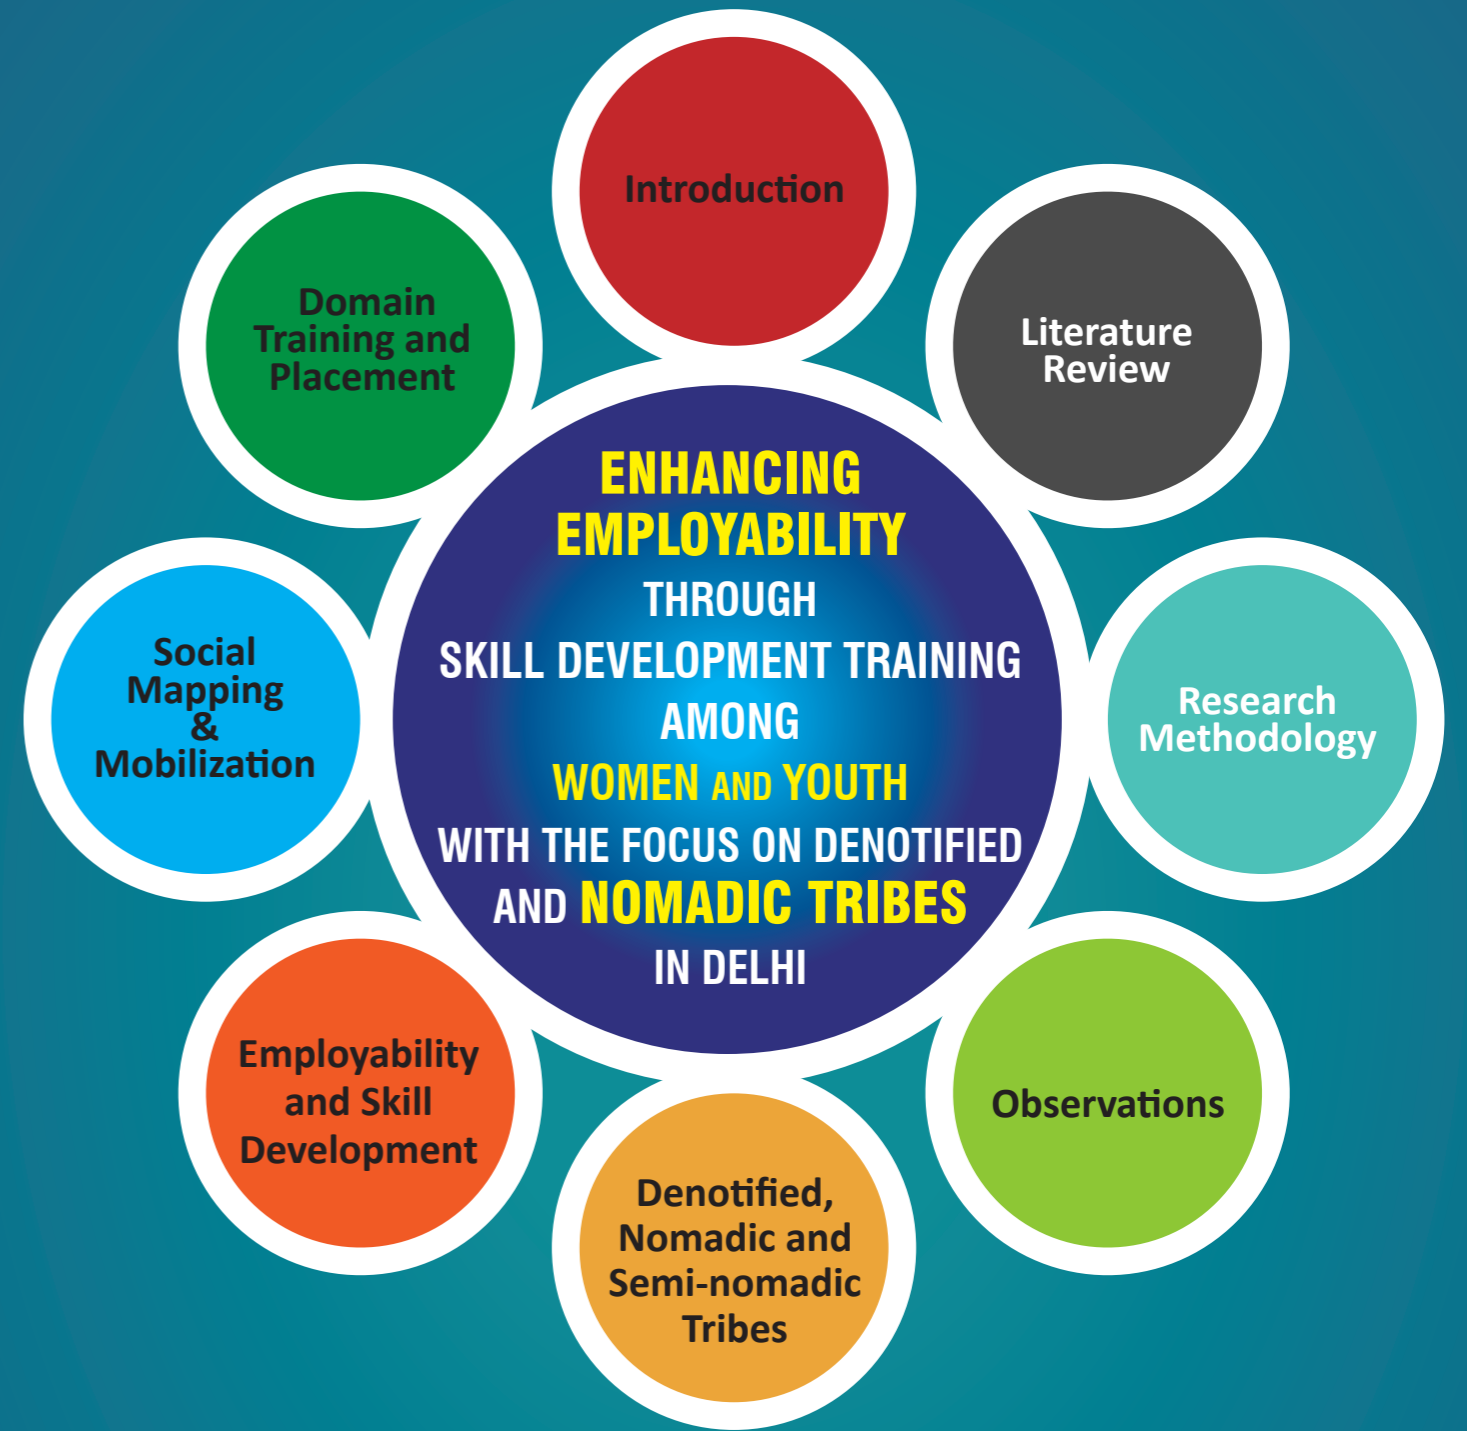 Introduction
Literature
Review
Research
Methodology
Observations
Denotified,
Nomadic and
Semi-nomadic
Tribes
Employability
and Skill
Development
Social
Mapping
&
Mobilization
Domain
Training and
Placement
ENHANCING
EMPLOYABILITY
THROUGH
SKILL DEVELOPMENT TRAINING
AMONG
WOMEN AND YOUTH
WITH THE FOCUS ON DENOTIFIED
AND NOMADIC TRIBES
IN DELHI